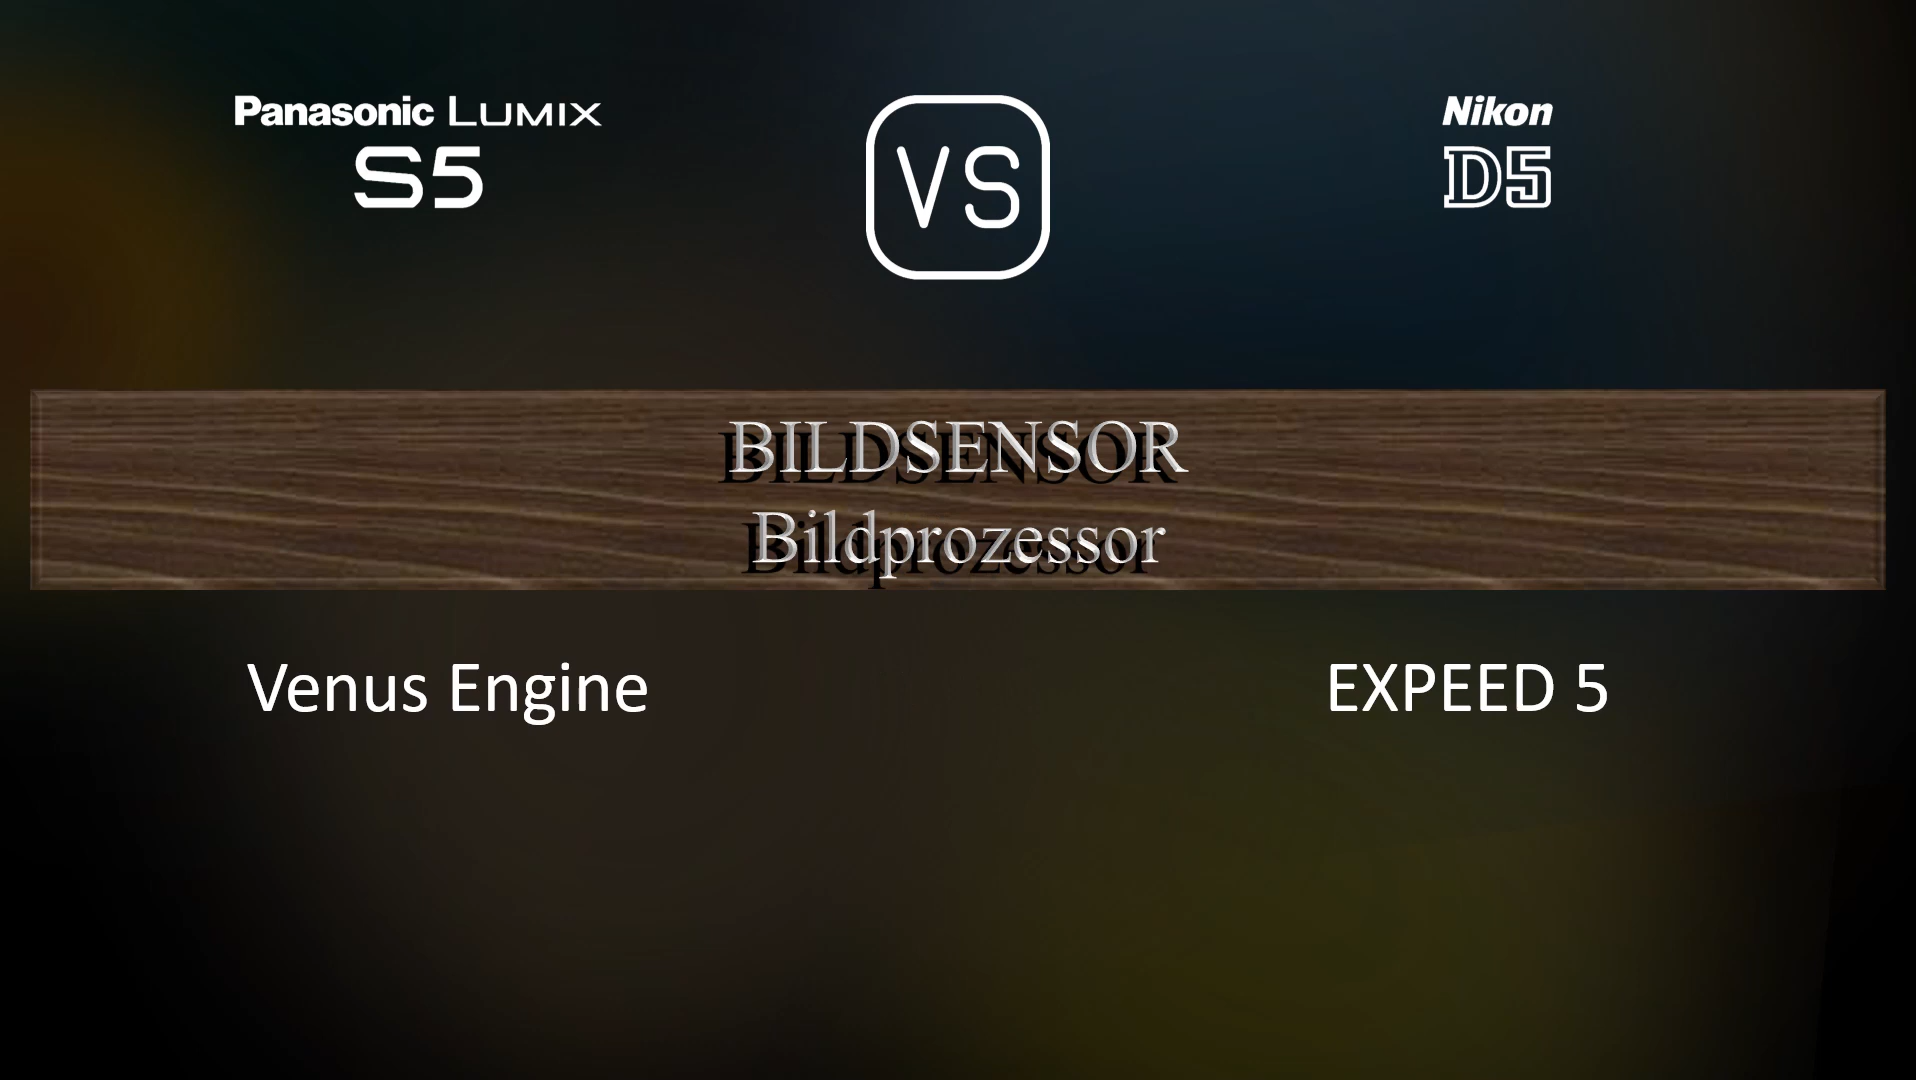 Panasonic LUMIX
S5
VS
Nikon
D5
BILDSENSOR
Bildprozessor
Venus Engine
EXPEED 5